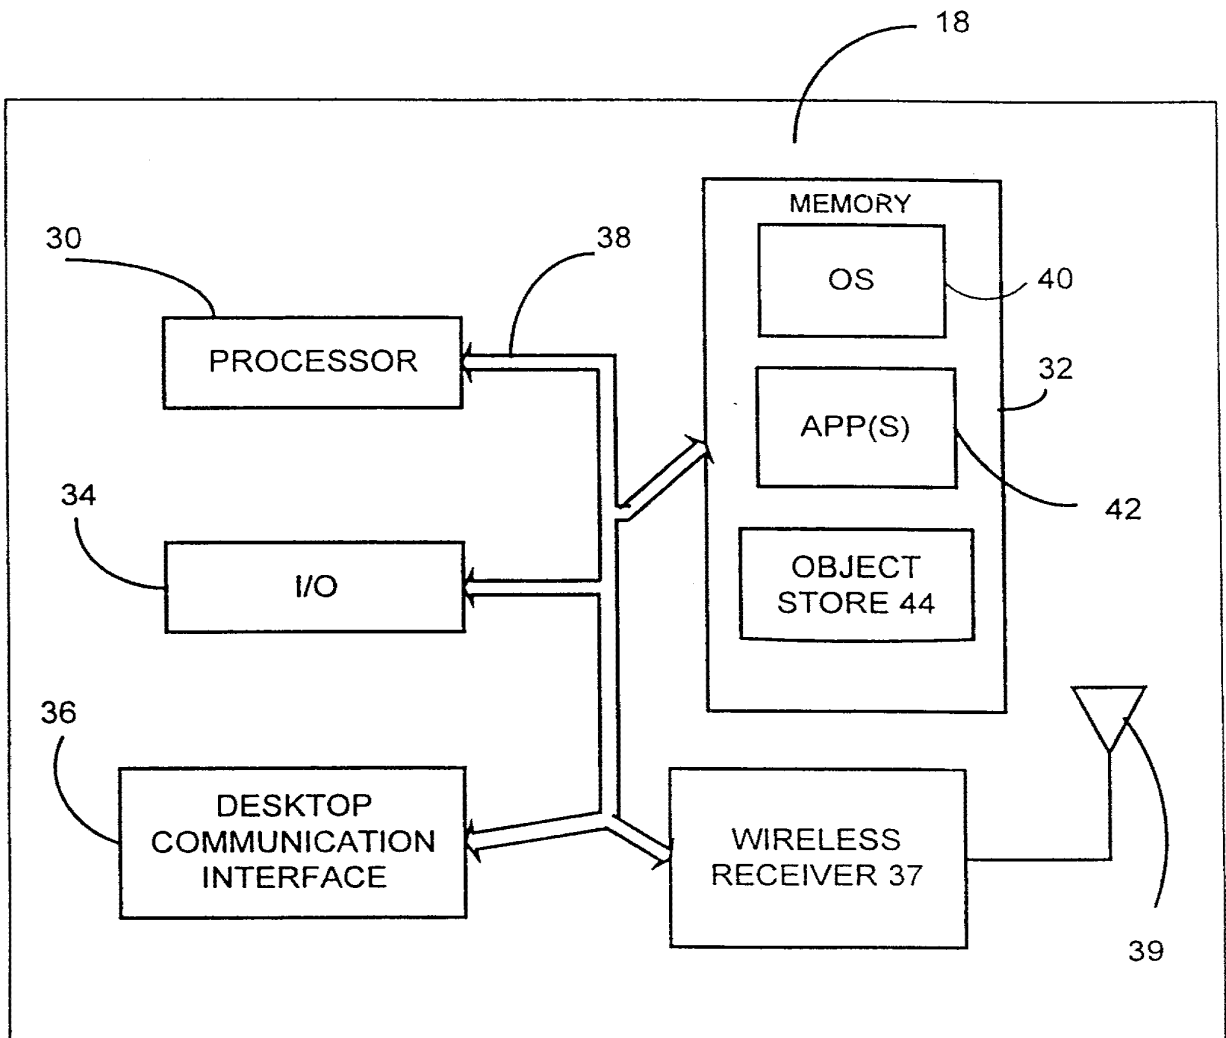 18
MEMORY
30
38
OS
40
PROCESSOR
32
APP(S)
34
42
I/O
OBJECT
STORE 44
36
DESKTOP
COMMUNICATION
INTERFACE
WIRELESS
RECEIVER 37
39